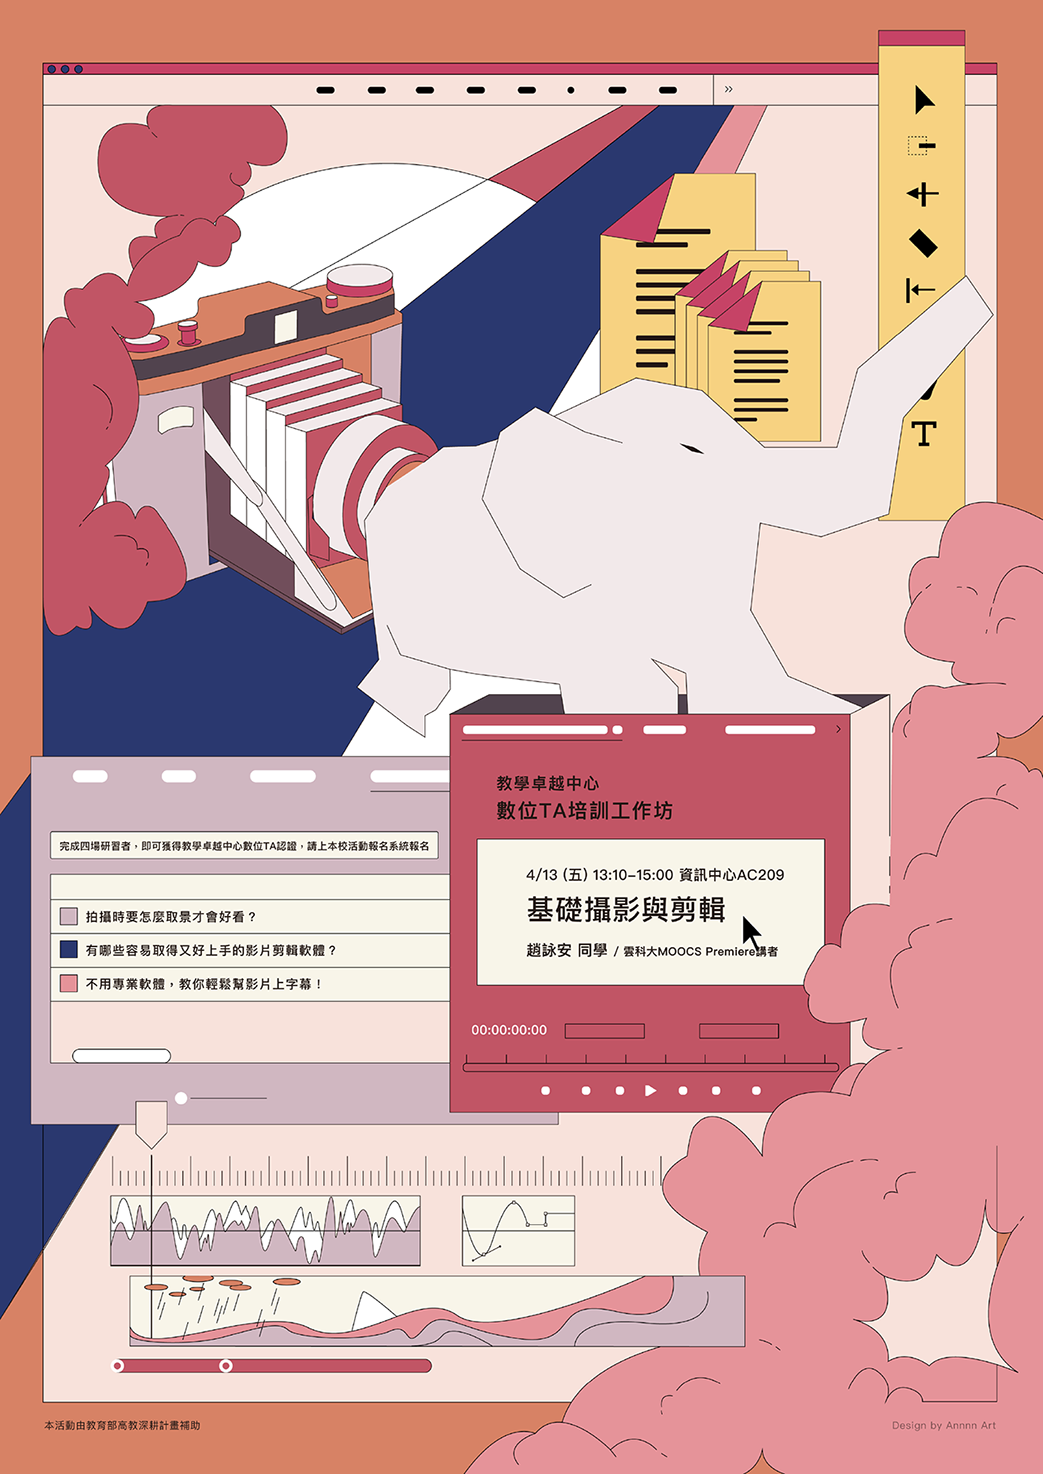 T
教學卓越中心
數位TA培訓工作坊
完成四場研習者，即可獲得教學卓越中心數位TA認證，請上本校活動報名系統報名
4/13 (五) 13:10–15:00 資訊中心AC209
基礎攝影與剪輯
趙詠安 同學 / 雲科大MOOCS Premiere講者
拍攝時要怎麼取景才會好看？
有哪些容易取得又好上手的影片剪輯軟體？
不用專業軟體，教你輕鬆幫影片上字幕！
00:00:00:00
本活動由教育部高教深耕計畫補助
Design by Annnn Art